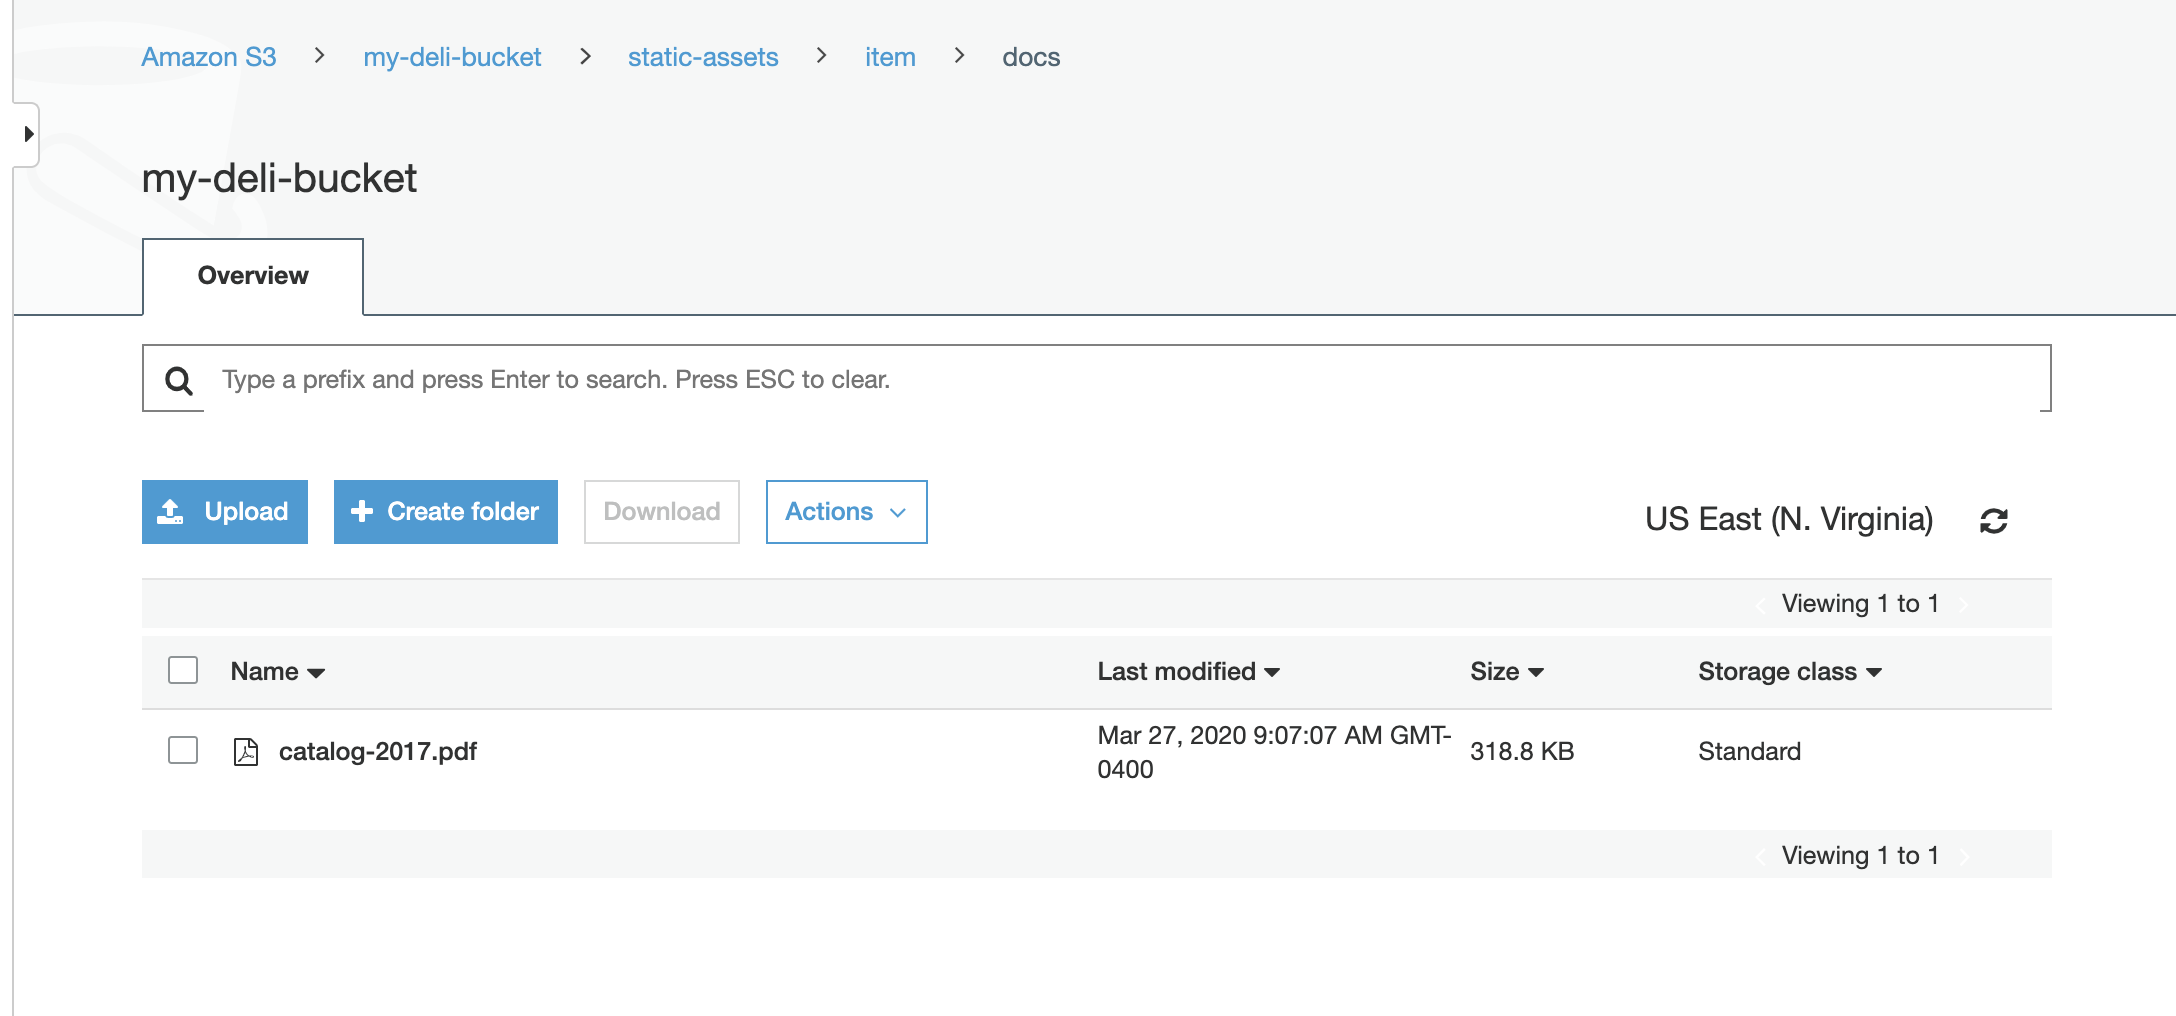 Amazon S3 > my-deli-bucket > static-assets > item > docs
my-deli-bucket
Overview
Type a prefix and press Enter to search. Press ESC to clear.
Upload + Create folder Download Actions
US East (N. Virginia)
Viewing 1 to 1
Name Last modified Size Storage class
catalog-2017.pdf Mar 27, 2020 9:07:07 AM GMT- 318.8 KB Standard
0400
Viewing 1 to 1